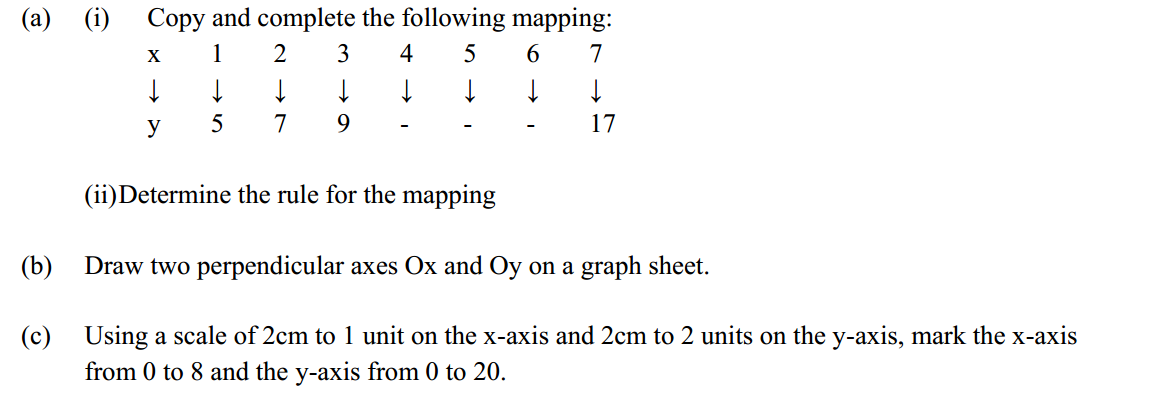 (a) (i) Copy and complete the following mapping:
x 1 2 3 4 5 6 7
↓ ↓ ↓ ↓ ↓ ↓ ↓ ↓
y 5 7 9 - - - 17
(ii)Determine the rule for the mapping
(b) Draw two perpendicular axes Ox and Oy on a graph sheet.
(c) Using a scale of 2cm to 1 unit on the x-axis and 2cm to 2 units on the y-axis, mark the x-axis
from 0 to 8 and the y-axis from 0 to 20.